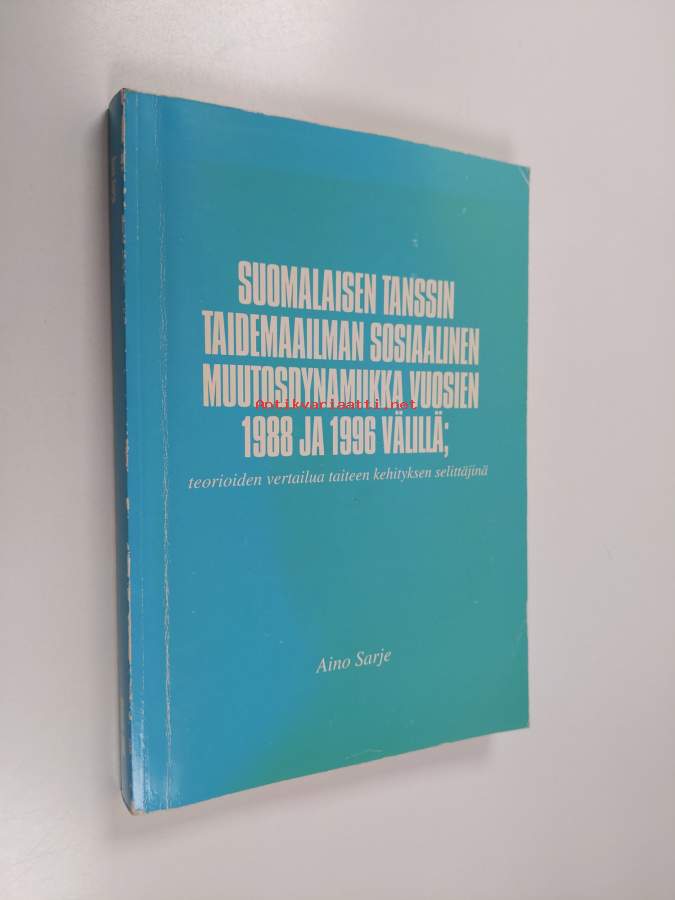 SUOMALAISEN TANSSIN
TAIDEMAAILMAN SOSIAALINEN
MUUTOSDYNAMIIKKA VUOSIEN
Antikvariaatti.net
1988 JA 1996 VÄLILLÄ;
teorioiden vertailua taiteen kehityksen selittäjinä
Aino Sarje